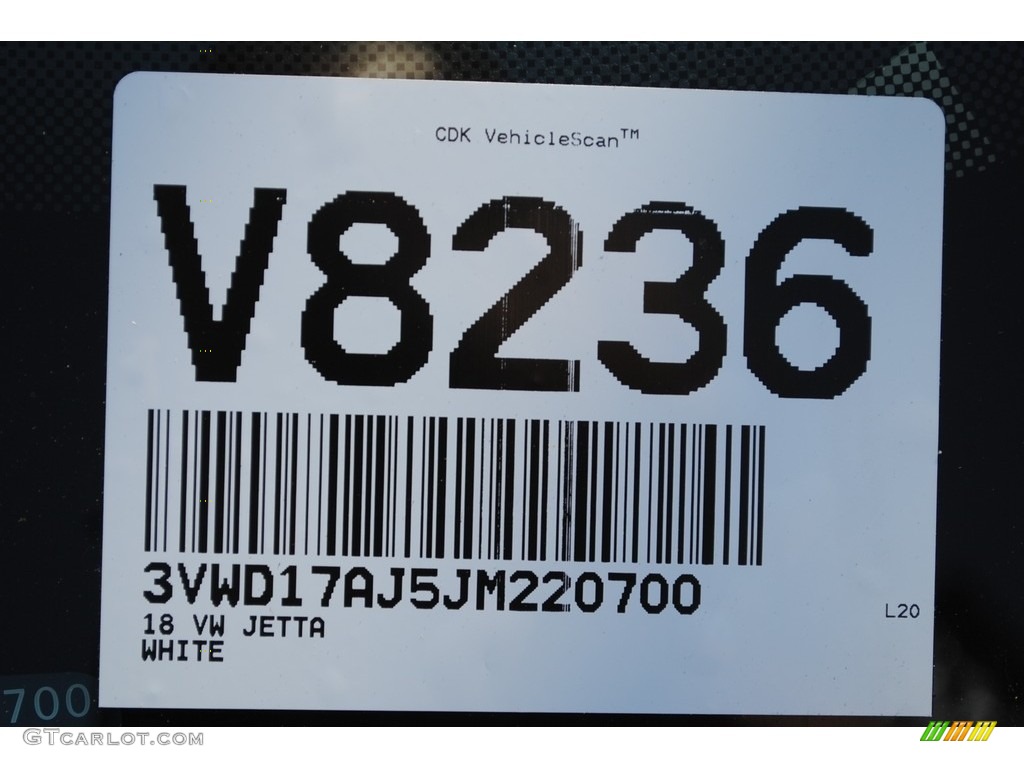 CDK VehicleScan™
V8236
3VWD17AJ5JM220700
18 VW JETTA
WHITE
L20
700
GTcarlot.com